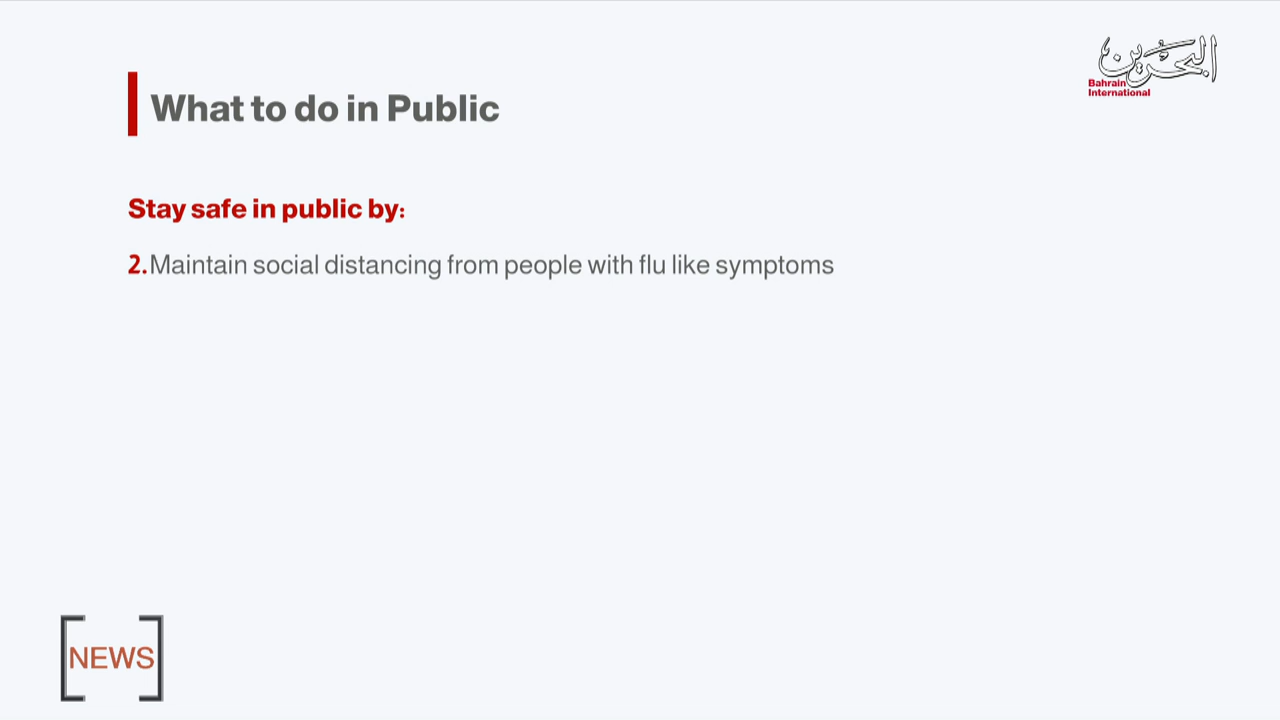 البحرين
Bahrain
International
What to do in Public
Stay safe in public by:
2.Maintain social distancing from people with flu like symptoms
NEWS